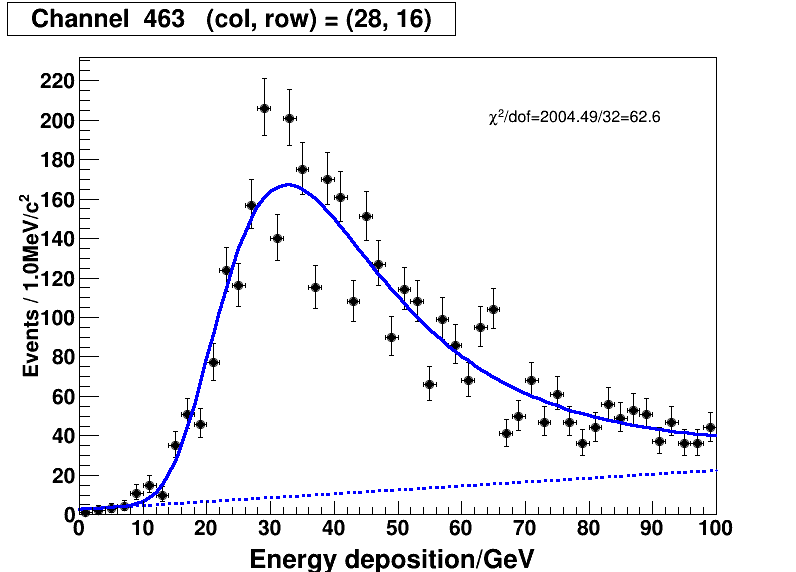 Channel 463 (col, row) = (28, 16)
χ²/dof=2004.49/32=62.6
Events / 1.0MeV/c²
220
200
180
160
140
120
100
80
60
40
20
0
0 10 20 30 40 50 60 70 80 90 100
Energy deposition/GeV